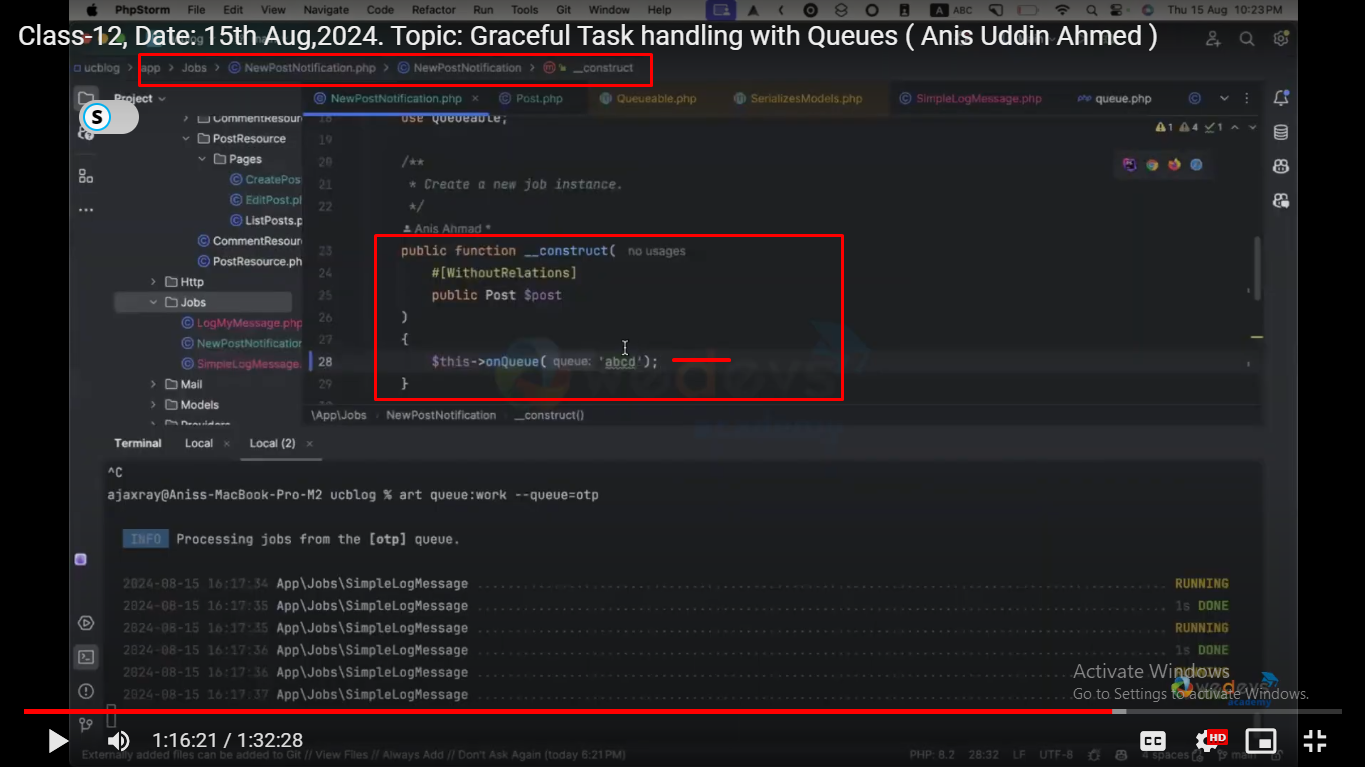 PhpStorm File Edit View Navigate Code Refactor Run Tools Git Window Help A ABC Thu 15 Aug 10:23 PM
Class-12, Date: 15th Aug,2024. Topic: Graceful Task handling with Queues ( Anis Uddin Ahmed )
ucblog > app > Jobs > NewPostNotification.php > NewPostNotification > __construct
Project
NewPostNotification.php × Post.php Queueable.php SerializesModels.php SimpleLogMessage.php queue.php
S
CommentResour
PostResource
Pages
CreatePos
EditPost.p
ListPosts.p
CommentResour
PostResource.ph
Http
Jobs
LogMyMessage.php
NewPostNotification
SimpleLogMessage.
Mail
Models
Providers
1 4 1
18 use Queueable;
19
20 /**
21 * Create a new job instance.
22 */
Anis Ahmad *
23 public function __construct( no usages
24 #[WithoutRelations]
25 public Post $post
26 )
27 {
28 $this->onQueue( queue: 'abcd');
29 }
\App\Jobs > NewPostNotification > __construct()
wedevs
academy
Terminal Local × Local (2) ×
^C
ajaxray@Aniss-MacBook-Pro-M2 ucblog % art queue:work --queue=otp
INFO Processing jobs from the [otp] queue.
2024-08-15 16:17:34 App\Jobs\SimpleLogMessage RUNNING
2024-08-15 16:17:35 App\Jobs\SimpleLogMessage 1s DONE
2024-08-15 16:17:35 App\Jobs\SimpleLogMessage RUNNING
2024-08-15 16:17:36 App\Jobs\SimpleLogMessage 1s DONE
2024-08-15 16:17:36 App\Jobs\SimpleLogMessage RUNNING
2024-08-15 16:17:37 App\Jobs\SimpleLogMessage
Activate Windows
Go to Settings to activate Windows.
wedevs
academy
1:16:21 / 1:32:28 CC HD
Externally added files can be added to Git // View Files // Always Add // Don't Ask Again (today 6:21 PM) PHP: 8.2 28:32 LF UTF-8 4 spaces main